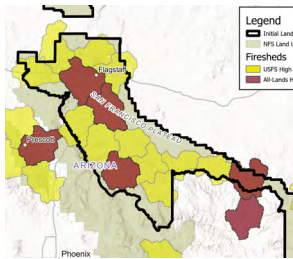 Legend
Initial Land
NFS Land U
Firesheds
USFS High
All-Lands H
Flagstaff
SAN FRANCISCO PLATEAU
Prescott
ARIZONA
Phoenix